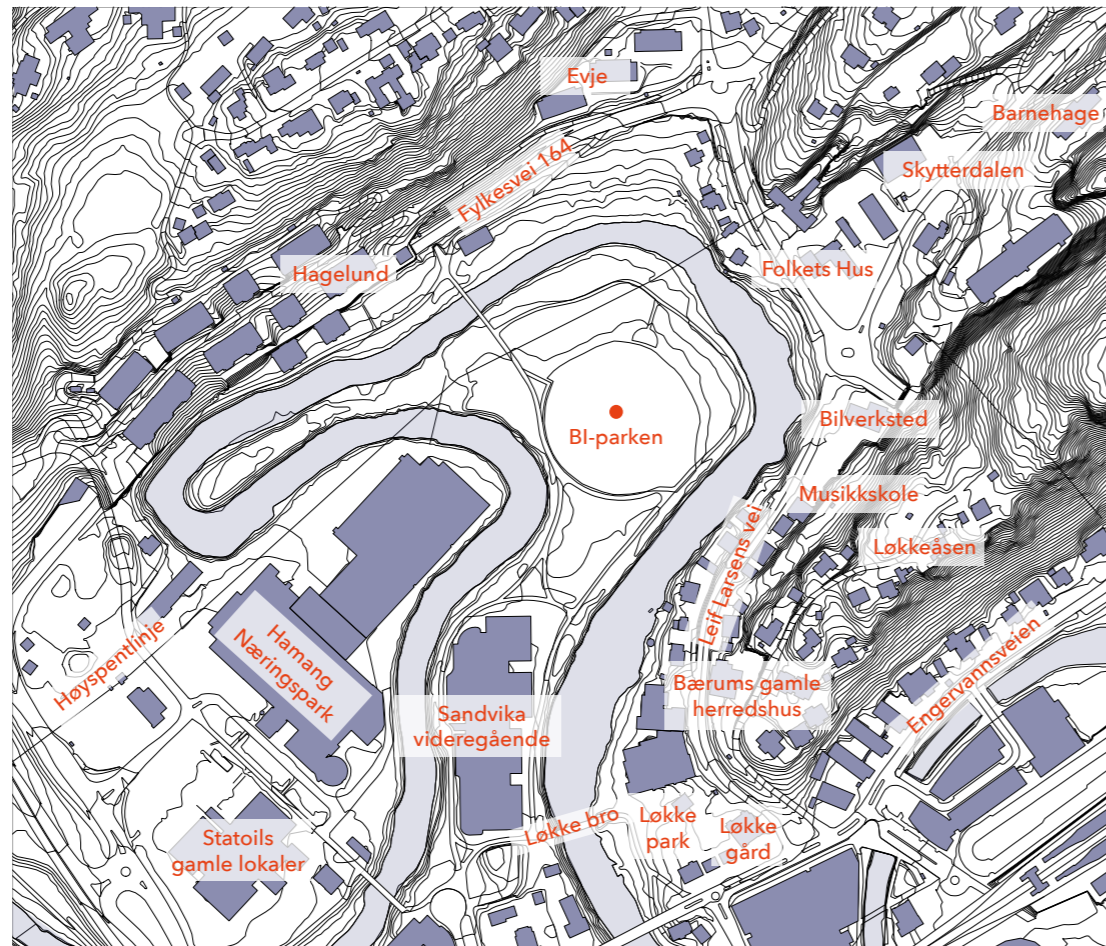 Evje
Barnehage
Fylkesvei 164
Skytterdalen
Hagelund
Folkets Hus
BI-parken
Bilverksted
Musikkskole
Leif Larsens vei
Løkkeåsen
Høyspentlinje
Hamang
Næringspark
Sandvika
videregående
Bærums gamle
herredshus
Engervannsveien
Statoils
gamle lokaler
Løkke bro
Løkke
park
Løkke
gård